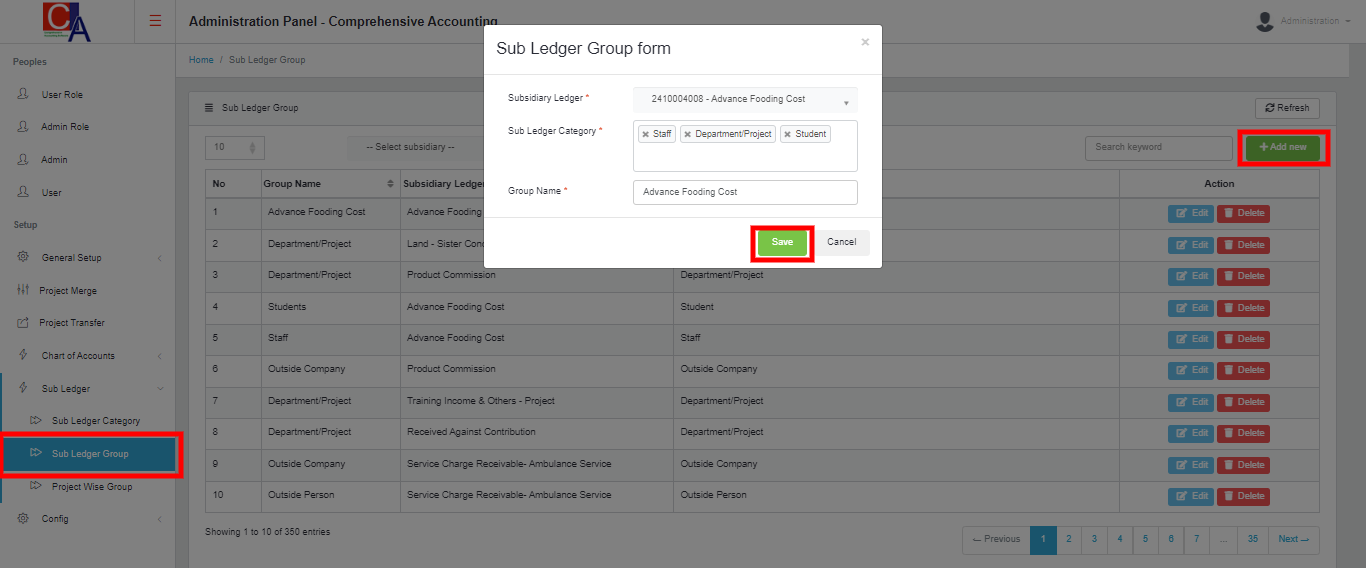 CA
Administration Panel - Comprehensive Accounting
Administration
Peoples
User Role
Admin Role
Admin
User
Setup
General Setup
Project Merge
Project Transfer
Chart of Accounts
Sub Ledger
Sub Ledger Category
Sub Ledger Group
Project Wise Group
Config
Home / Sub Ledger Group
Sub Ledger Group
Refresh
10
-- Select subsidiary --
Search keyword
+ Add new
Sub Ledger Group form
×
Subsidiary Ledger *
2410004008 - Advance Fooding Cost
Sub Ledger Category *
× Staff × Department/Project × Student
Group Name *
Advance Fooding Cost
Save Cancel
No Group Name Subsidiary Ledger Action
1 Advance Fooding Cost Advance Fooding Edit Delete
2 Department/Project Land - Sister Conc Edit Delete
3 Department/Project Product Commission Department/Project Edit Delete
4 Students Advance Fooding Cost Student Edit Delete
5 Staff Advance Fooding Cost Staff Edit Delete
6 Outside Company Product Commission Outside Company Edit Delete
7 Department/Project Training Income & Others - Project Department/Project Edit Delete
8 Department/Project Received Against Contribution Department/Project Edit Delete
9 Outside Company Service Charge Receivable- Ambulance Service Outside Company Edit Delete
10 Outside Person Service Charge Receivable- Ambulance Service Outside Person Edit Delete
Showing 1 to 10 of 350 entries
Previous 1 2 3 4 5 6 7 ... 35 Next